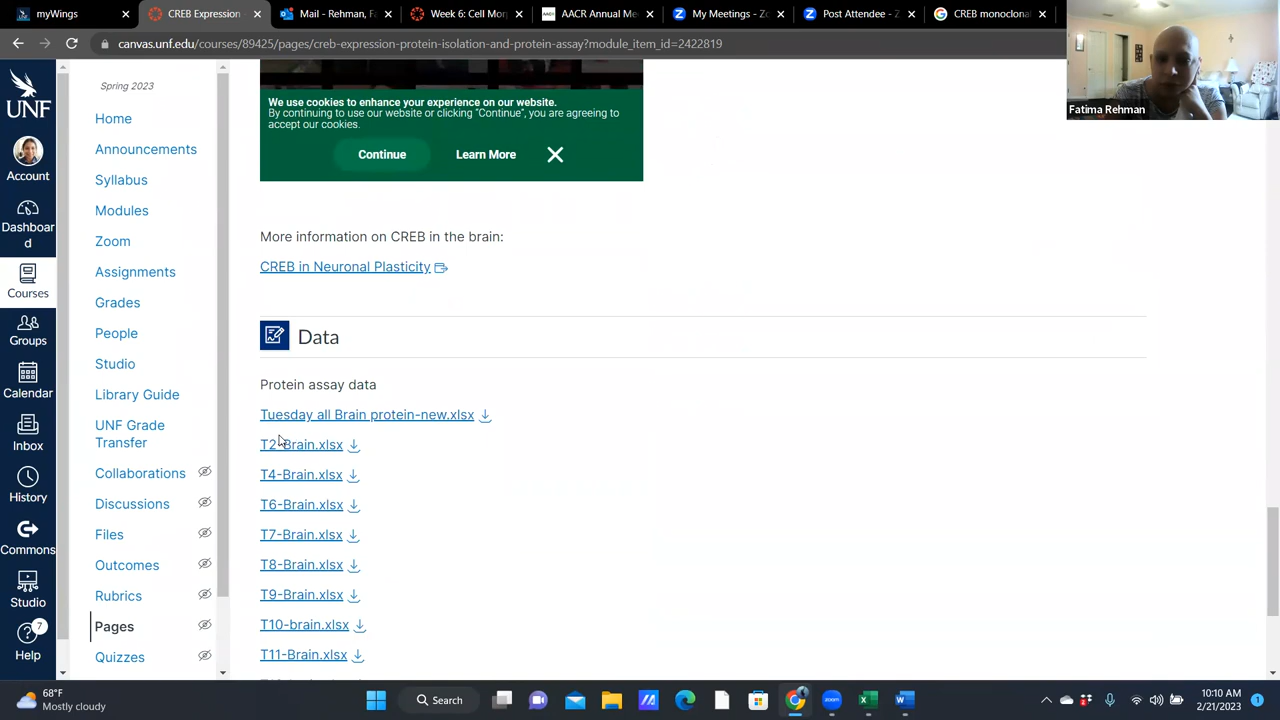 myWings
CREB Expression
Mail - Rehman, Fa
Week 6: Cell Mor
AACR Annual Me
My Meetings - Zo
Post Attendee - Zo
CREB monoclona
canvas.unf.edu/courses/89425/pages/creb-expression-protein-isolation-and-protein-assay?module_item_id=2422819
Fatima Rehman
UNF
Account
Dashboar
d
Courses
Groups
Calendar
Inbox
History
Commons
Studio
7
Help
Spring 2023
Home
Announcements
Syllabus
Modules
Zoom
Assignments
Grades
People
Studio
Library Guide
UNF Grade
Transfer
Collaborations
Discussions
Files
Outcomes
Rubrics
Pages
Quizzes
We use cookies to enhance your experience on our website.
By continuing to use our website or clicking "Continue", you are agreeing to
accept our cookies.
Continue
Learn More
More information on CREB in the brain:
CREB in Neuronal Plasticity
Data
Protein assay data
Tuesday all Brain protein-new.xlsx
T2-Brain.xlsx
T4-Brain.xlsx
T6-Brain.xlsx
T7-Brain.xlsx
T8-Brain.xlsx
T9-Brain.xlsx
T10-brain.xlsx
T11-Brain.xlsx
68°F
Mostly cloudy
Search
10:10 AM
2/21/2023
1